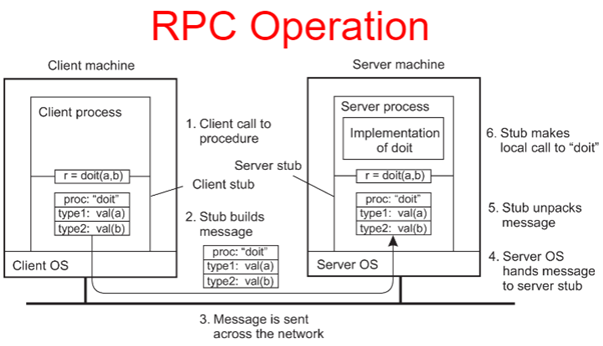 RPC Operation
Client machine
Server machine
Client process
1. Client call to
procedure
Server process
Implementation
of doit
6. Stub makes
local call to “doit”
r = doit(a,b)
Client stub
Server stub
r = doit(a,b)
proc: “doit”
type1: val(a)
type2: val(b)
2. Stub builds
message
proc: “doit”
type1: val(a)
type2: val(b)
proc: “doit”
type1: val(a)
type2: val(b)
5. Stub unpacks
message
Client OS
Server OS
4. Server OS
hands message
to server stub
3. Message is sent
across the network